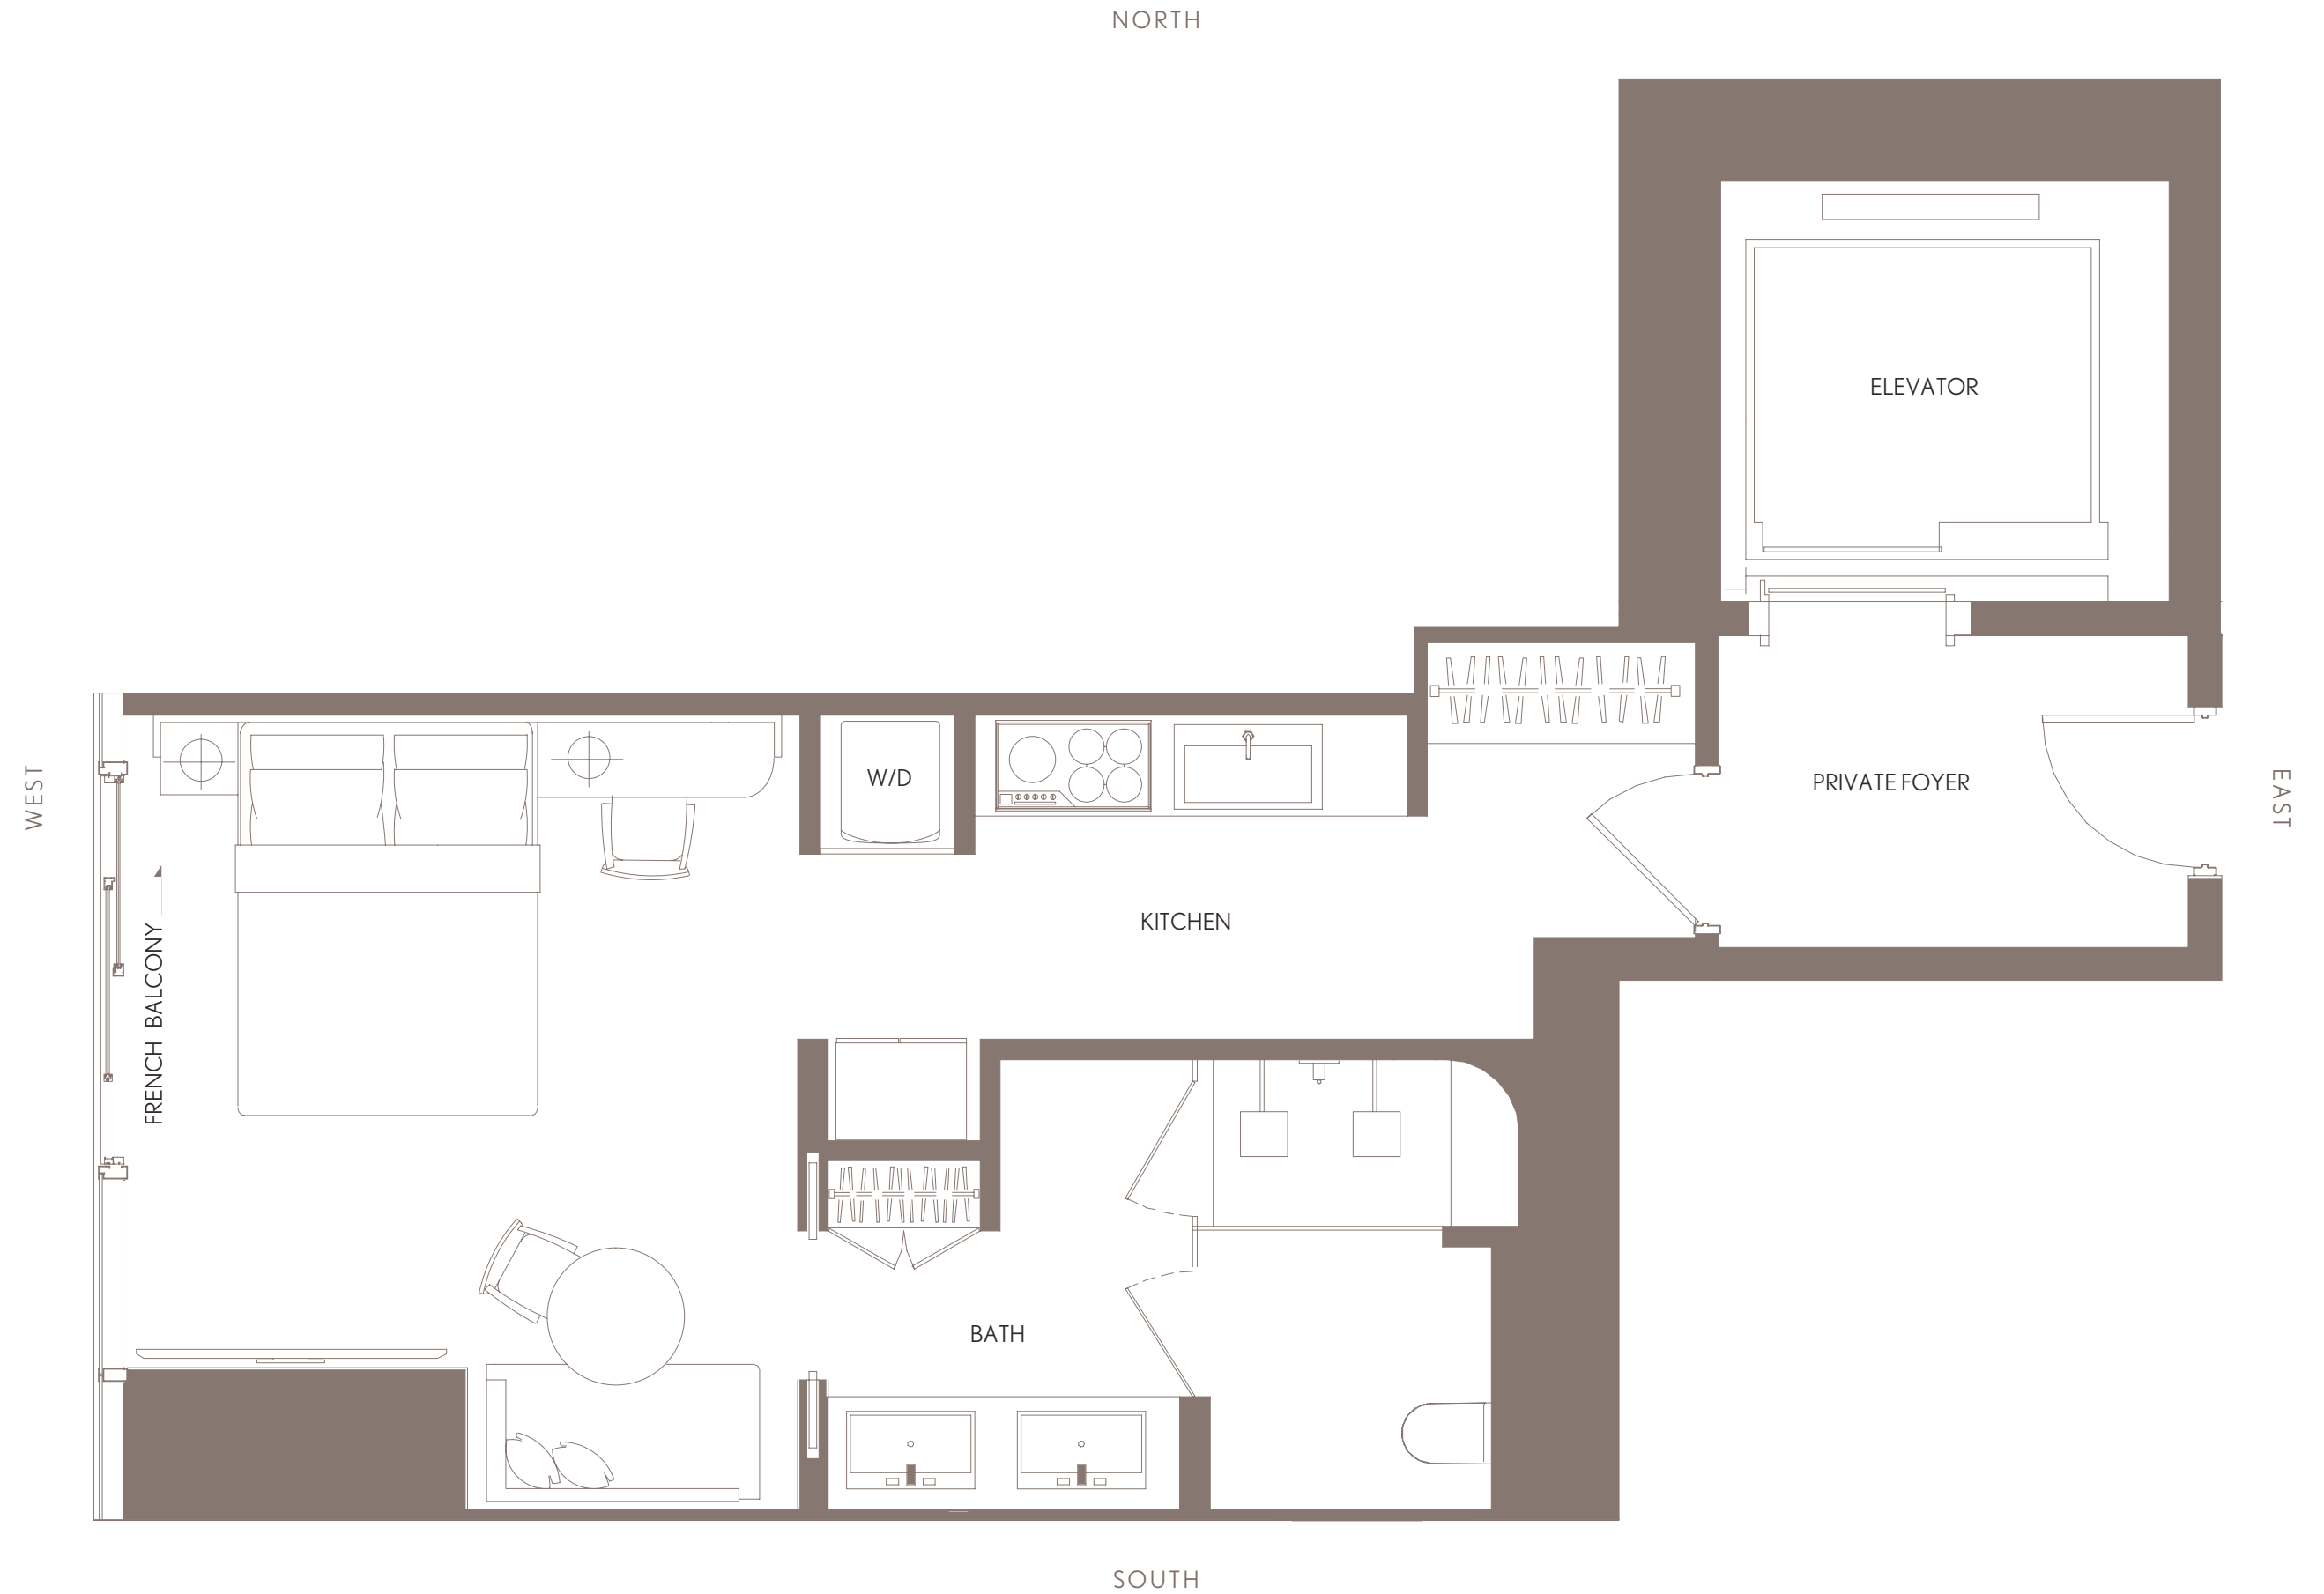 NORTH
ELEVATOR
WEST
W/D
PRIVATE FOYER
EAST
KITCHEN
FRENCH BALCONY
BATH
SOUTH